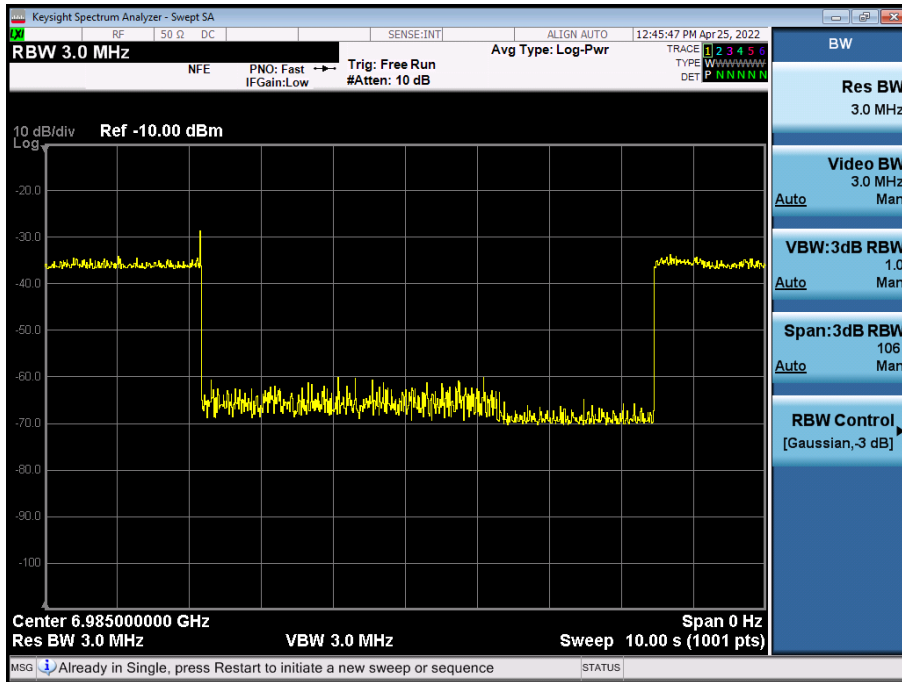 Keysight Spectrum Analyzer - Swept SA
LXI RF 50 Ω DC SENSE:INT ALIGN AUTO 12:45:47 PM Apr 25, 2022
RBW 3.0 MHz
NFE
PNO: Fast
IFGain:Low
Trig: Free Run
#Atten: 10 dB
Avg Type: Log-Pwr
TRACE 1 2 3 4 5 6
TYPE WWWWWW
DET P N N N N N
10 dB/div Ref -10.00 dBm
Log
-20.0
-30.0
-40.0
-50.0
-60.0
-70.0
-80.0
-90.0
-100
Center 6.985000000 GHz Span 0 Hz
Res BW 3.0 MHz VBW 3.0 MHz Sweep 10.00 s (1001 pts)
MSG Already in Single, press Restart to initiate a new sweep or sequence STATUS
BW
Res BW
3.0 MHz
Video BW
3.0 MHz
Auto Man
VBW:3dB RBW
1.0
Auto Man
Span:3dB RBW
106
Auto Man
RBW Control
[Gaussian,-3 dB]